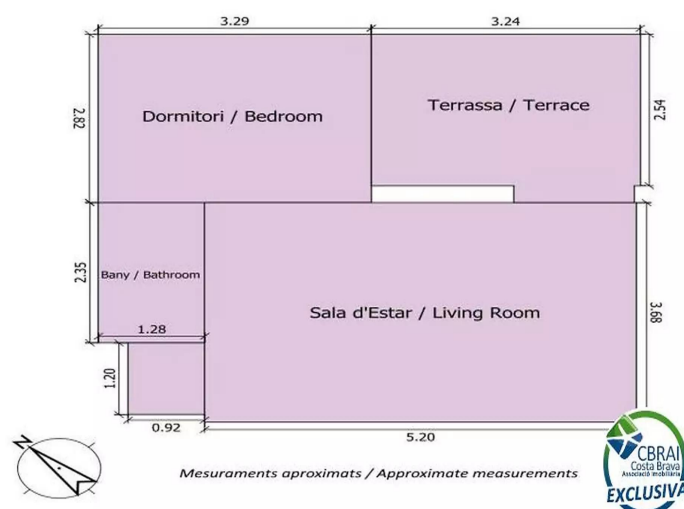 3.29
3.24
2.82
Dormitori / Bedroom
Terrassa / Terrace
2.54
2.35
Bany / Bathroom
1.28
Sala d'Estar / Living Room
3.68
1.20
0.92
5.20
N
Mesuraments aproximats / Approximate measurements
CBRAI
Costa Brava
Associació Immobiliària
EXCLUSIVA